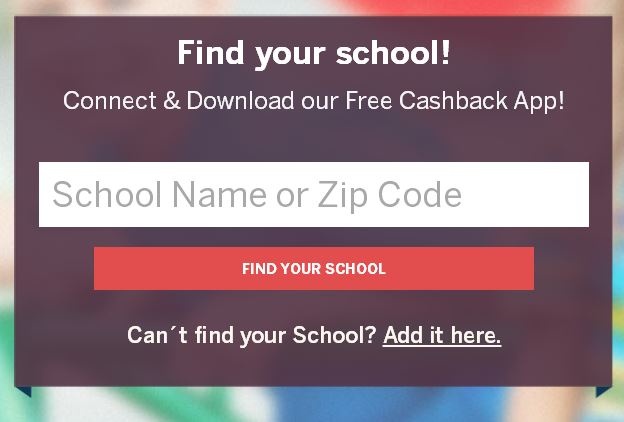 Find your school!
Connect & Download our Free Cashback App!
School Name or Zip Code
FIND YOUR SCHOOL
Can´t find your School? Add it here.